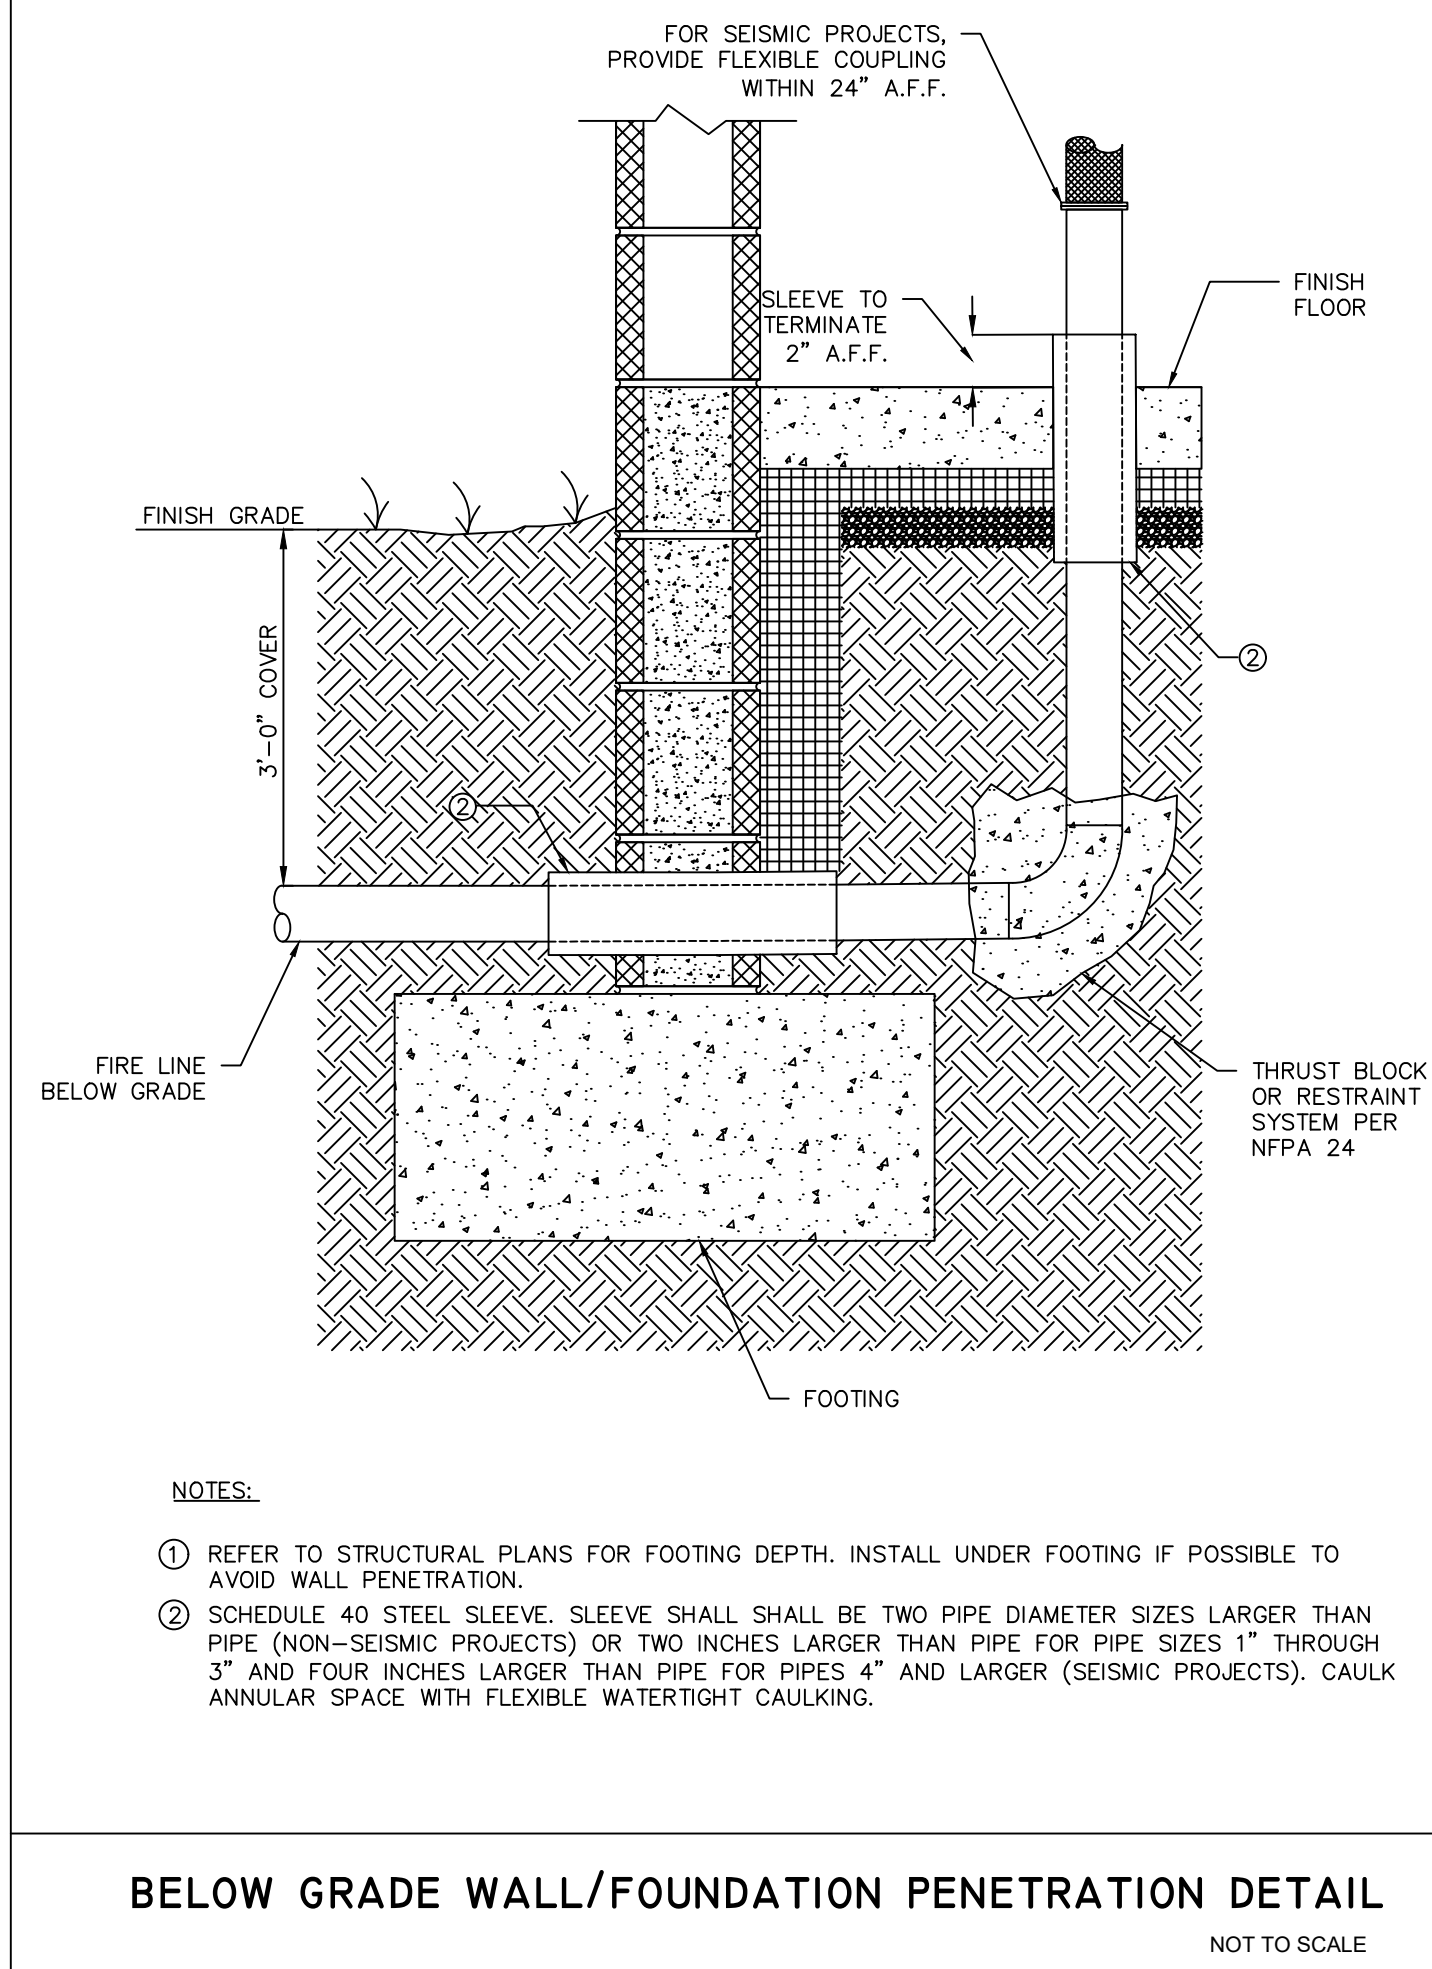 FOR SEISMIC PROJECTS,
PROVIDE FLEXIBLE COUPLING
WITHIN 24" A.F.F.
FINISH
FLOOR
SLEEVE TO
TERMINATE
2" A.F.F.
FINISH GRADE
3'-0" COVER
2
2
FIRE LINE
BELOW GRADE
THRUST BLOCK
OR RESTRAINT
SYSTEM PER
NFPA 24
FOOTING
NOTES:
1 REFER TO STRUCTURAL PLANS FOR FOOTING DEPTH. INSTALL UNDER FOOTING IF POSSIBLE TO
AVOID WALL PENETRATION.
2 SCHEDULE 40 STEEL SLEEVE. SLEEVE SHALL SHALL BE TWO PIPE DIAMETER SIZES LARGER THAN
PIPE (NON-SEISMIC PROJECTS) OR TWO INCHES LARGER THAN PIPE FOR PIPE SIZES 1" THROUGH
3" AND FOUR INCHES LARGER THAN PIPE FOR PIPES 4" AND LARGER (SEISMIC PROJECTS). CAULK
ANNULAR SPACE WITH FLEXIBLE WATERTIGHT CAULKING.
BELOW GRADE WALL/FOUNDATION PENETRATION DETAIL
NOT TO SCALE